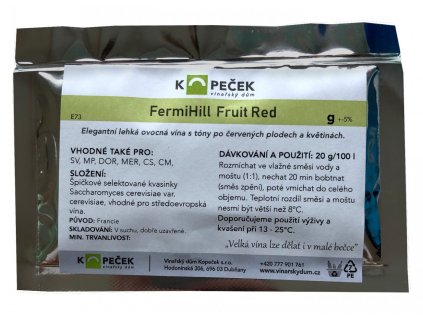 KOPEČEK
vinařský dům
E73
FermiHill Fruit Red
g +-5%
Elegantní lehká ovocná vína s tóny po červených plodech a květinách.
VHODNÉ TAKÉ PRO:
SV, MP, DOR, MER, CS, CM,
SLOŽENÍ:
Špičkové selektované kvasinky
Saccharomyces cerevisiae var.
cerevisiae, vhodné pro středoevropská
vína.
PŮVOD: Francie
SKLADOVÁNÍ: V suchu, dobře uzavřené.
MIN. TRVANLIVOST:
DÁVKOVÁNÍ A POUŽITÍ: 20 g/100 l
Rozmíchat ve vlažné směsi vody a
moštu (1:1), nechat 20 min bobtnat
(směs zpění), poté vmíchat do celého
objemu. Teplotní rozdíl směsi a moštu
nesmí být větší než 8°C.
Doporučujeme použití výživy a
kvašení při 13 - 25°C.
„Velká vína lze dělat i v malé bečce"
KOPEČEK
vinařský dům
Vinařský dům Kopeček s.r.o.
Hodonínská 306, 696 03 Dubňany
+420 777 901 761
www.vinarskydum.cz
PE